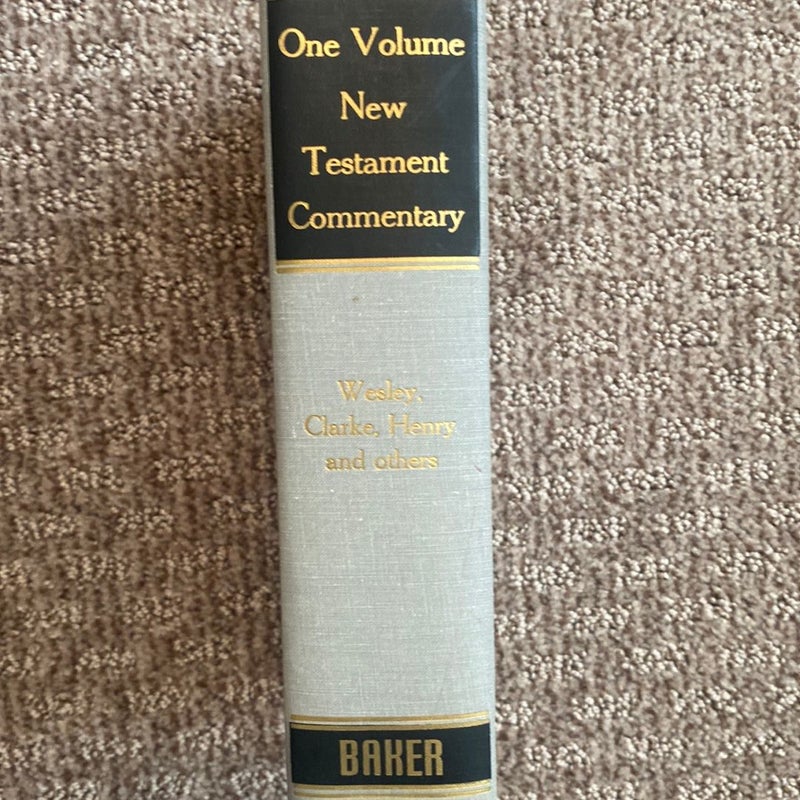 One Volume
New
Testament
Commentary
Wesley,
Clarke, Henry
and others
BAKER